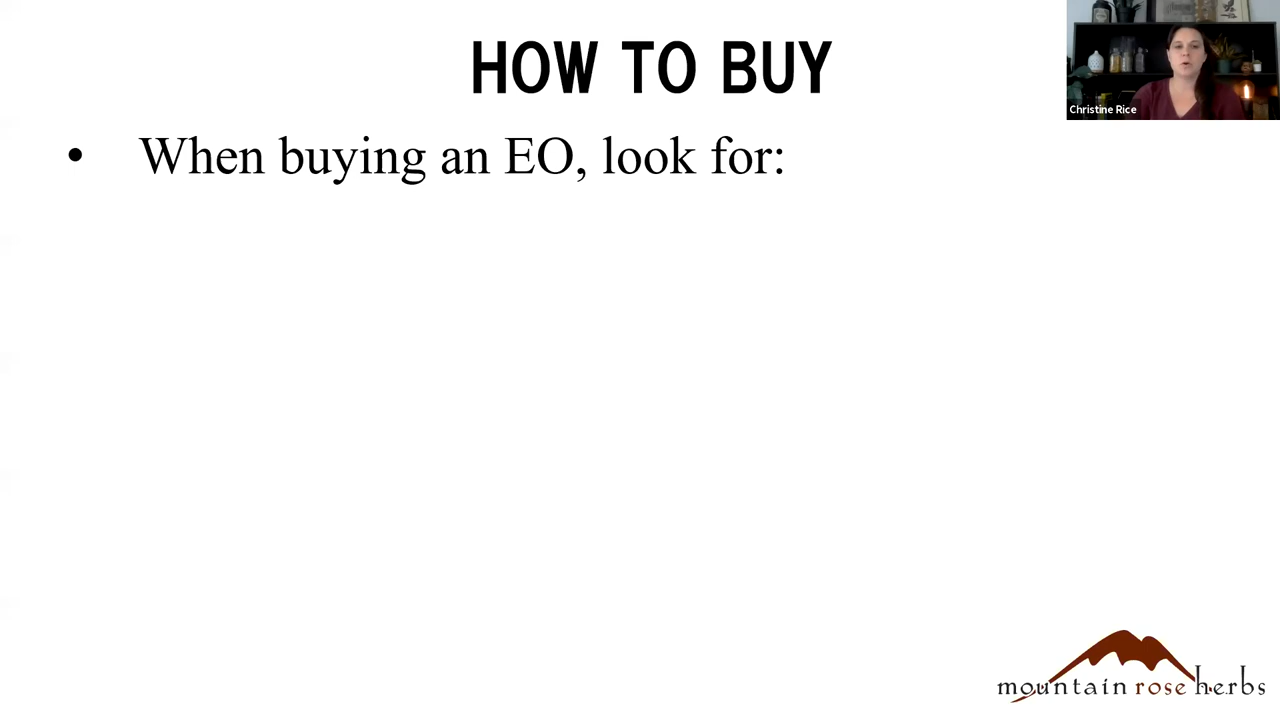 HOW TO BUY
Christine Rice
• When buying an EO, look for:
mountain rose herbs